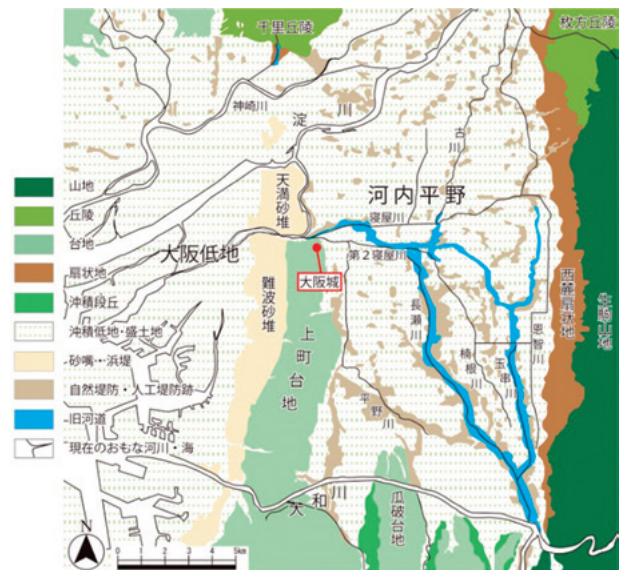 千里丘陵
枚方丘陵
神崎川
淀川
古川
天満砂堆
河内平野
寝屋川
大阪低地
第2寝屋川
大阪城
難波砂堆
上町台地
長瀬川
楠根川
玉串川
恩智川
西麓扇状地
生駒山地
平野川
大和川
瓜破台地
山地
丘陵
台地
扇状地
沖積段丘
沖積低地・盛土地
砂嘴・浜堤
自然堤防・人工堤防跡
旧河道
現在のおもな河川・海
N
0 1 2 3 4 5km